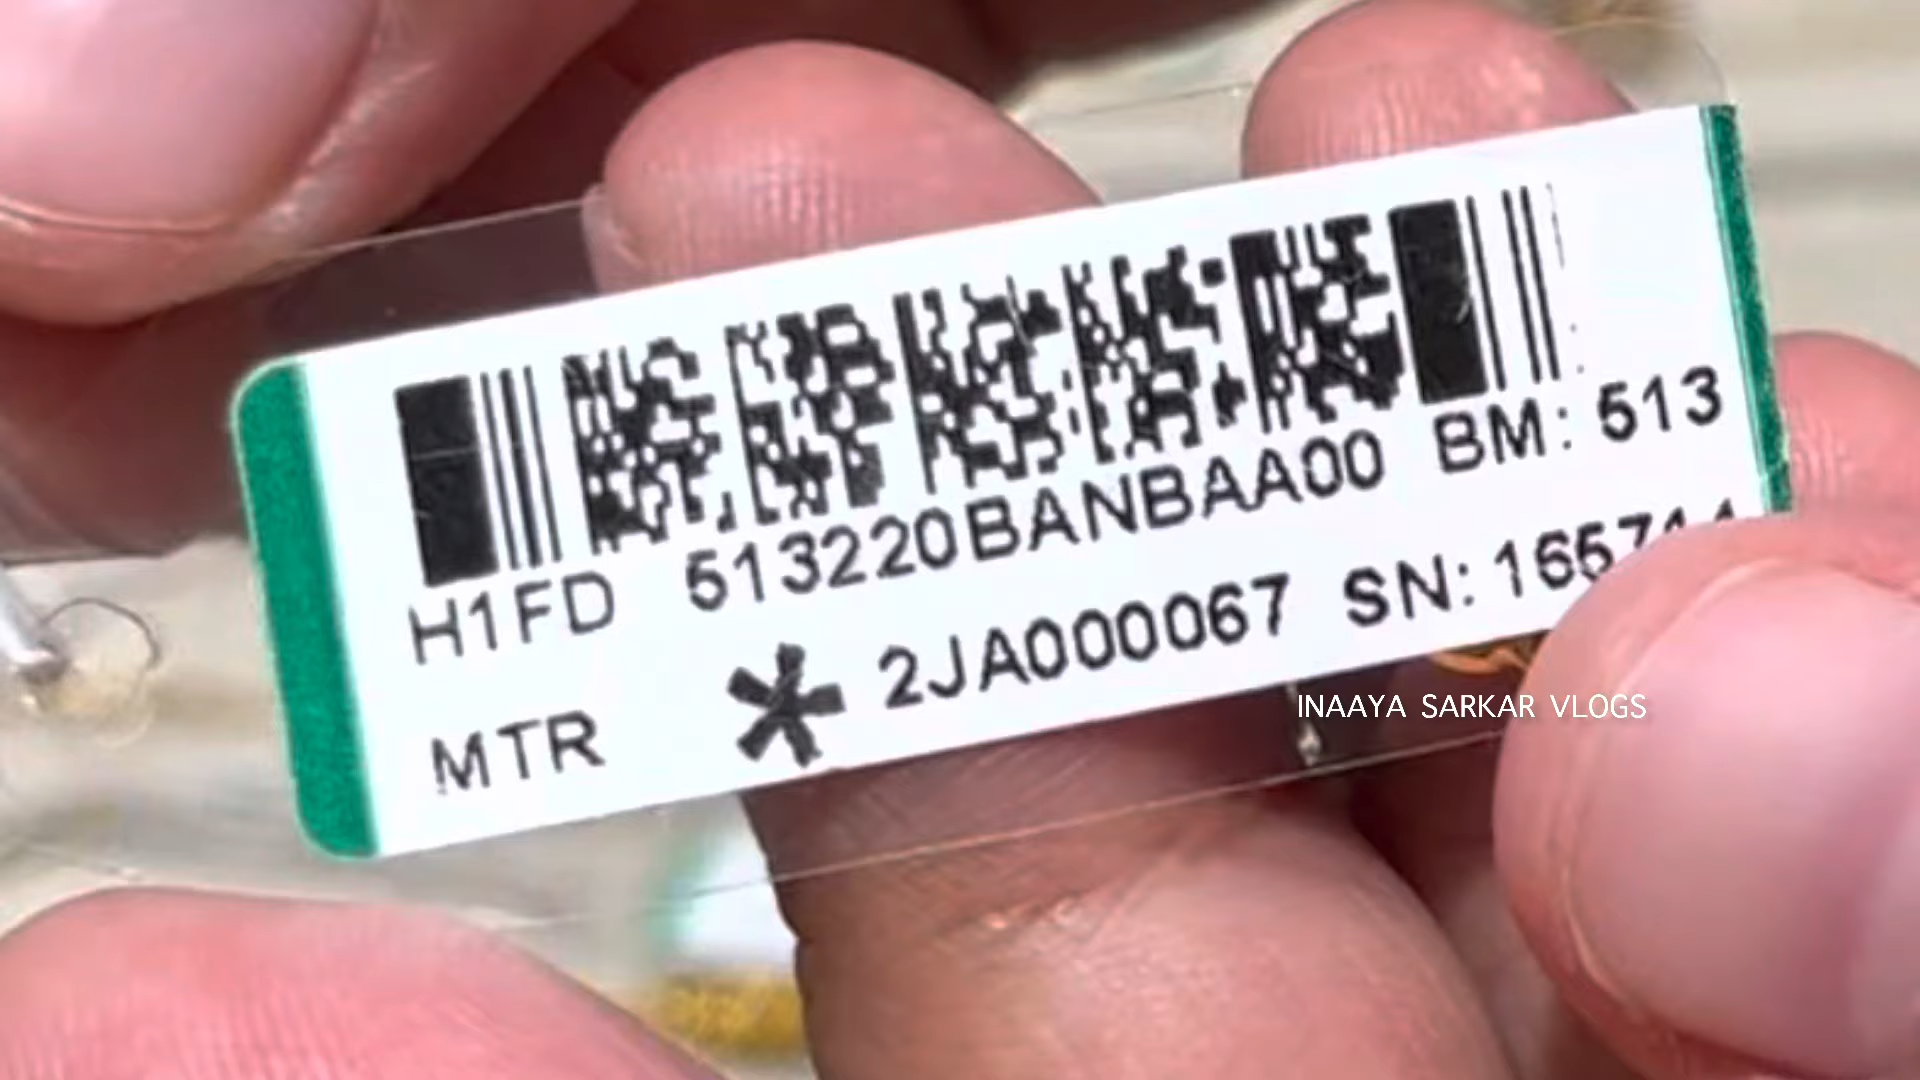 H1FD 513220BANBAA00 BM: 513
MTR * 2JA000067 SN:
INAAYA SARKAR VLOGS